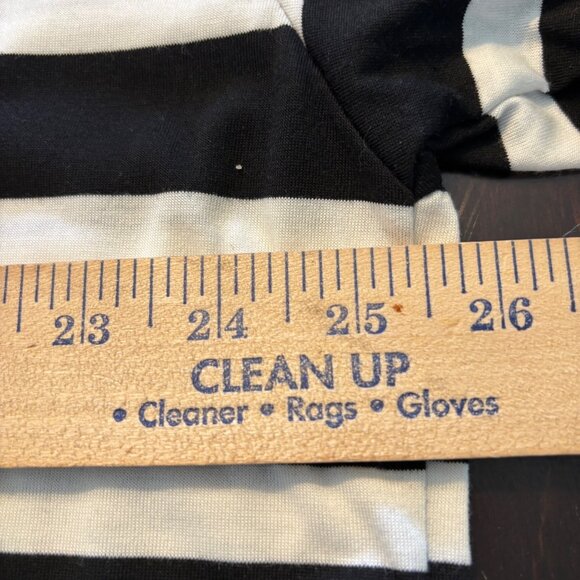 23 24 25 26
CLEAN UP
• Cleaner • Rags • Gloves